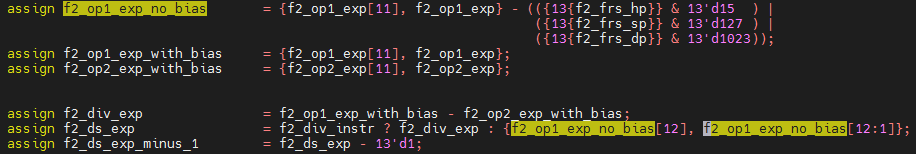 assign f2_op1_exp_no_bias = {f2_op1_exp[11], f2_op1_exp} - (({13{f2_frs_hp}} & 13'd15 ) |
({13{f2_frs_sp}} & 13'd127 ) |
({13{f2_frs_dp}} & 13'd1023));
assign f2_op1_exp_with_bias = {f2_op1_exp[11], f2_op1_exp};
assign f2_op2_exp_with_bias = {f2_op2_exp[11], f2_op2_exp};
assign f2_div_exp = f2_op1_exp_with_bias - f2_op2_exp_with_bias;
assign f2_ds_exp = f2_div_instr ? f2_div_exp : {f2_op1_exp_no_bias[12], f2_op1_exp_no_bias[12:1]};
assign f2_ds_exp_minus_1 = f2_ds_exp - 13'd1;